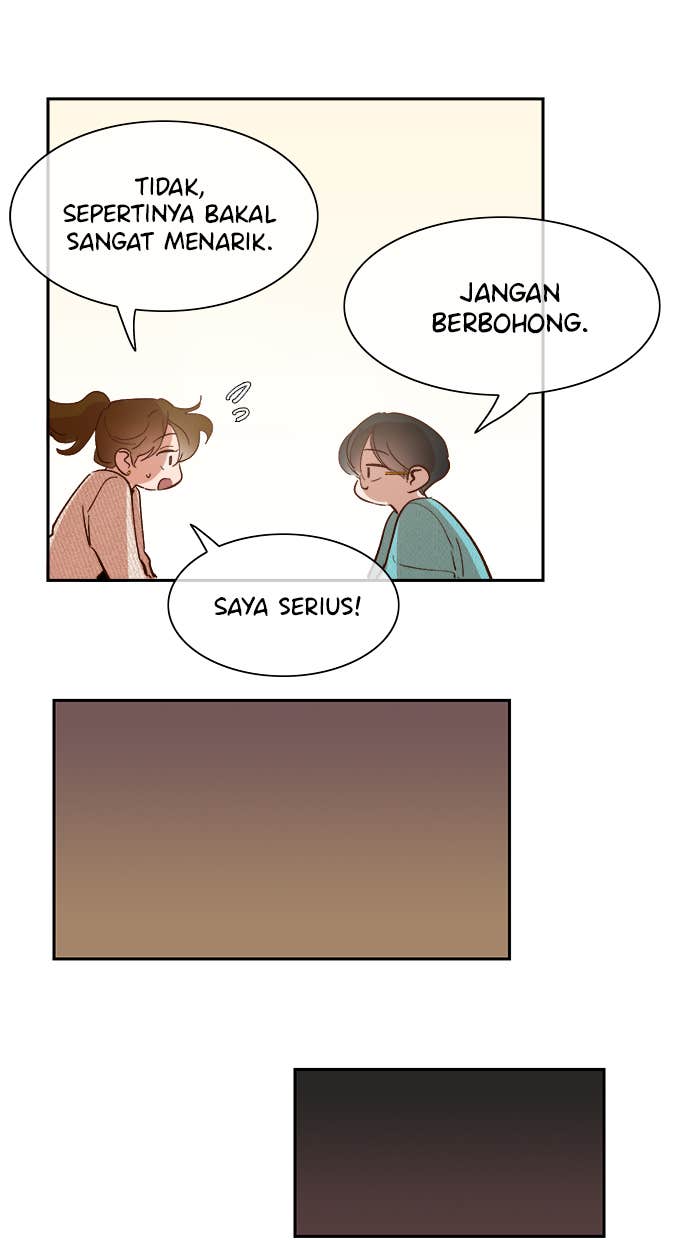 TIDAK,
SEPERTINYA BAKAL
SANGAT MENARIK.
JANGAN
BERBOHONG.
SAYA SERIUS!